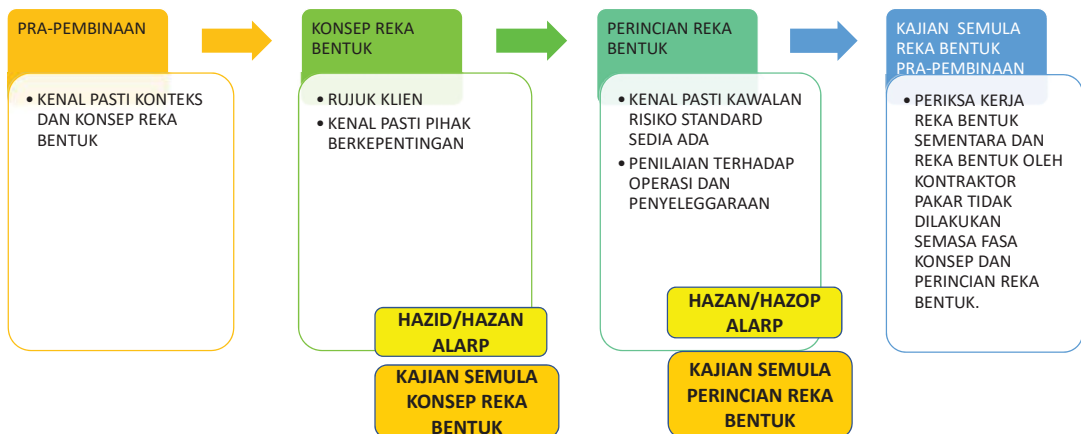 PRA-PEMBINAAN
• KENAL PASTI KONTEKS
DAN KONSEP REKA
BENTUK
KONSEP REKA
BENTUK
• RUJUK KLIEN
• KENAL PASTI PIHAK
BERKEPENTINGAN
HAZID/HAZAN
ALARP
KAJIAN SEMULA
KONSEP REKA
BENTUK
PERINCIAN REKA
BENTUK
• KENAL PASTI KAWALAN
RISIKO STANDARD
SEDIA ADA
• PENILAIAN TERHADAP
OPERASI DAN
PENYELEGGARAAN
HAZAN/HAZOP
ALARP
KAJIAN SEMULA
PERINCIAN REKA
BENTUK
KAJIAN SEMULA
REKA BENTUK
PRA-PEMBINAAN
• PERIKSA KERJA
REKA BENTUK
SEMENTARA DAN
REKA BENTUK OLEH
KONTRAKTOR
PAKAR TIDAK
DILAKUKAN
SEMASA FASA
KONSEP DAN
PERINCIAN REKA
BENTUK.